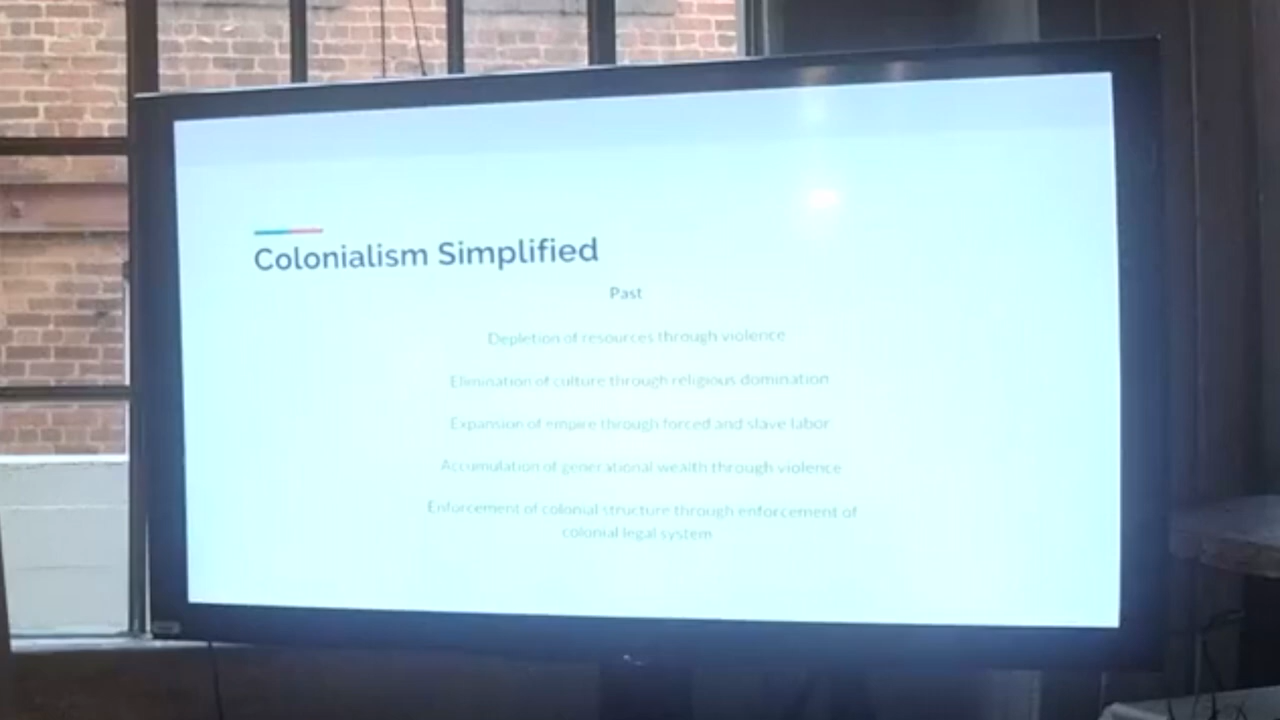 Colonialism Simplified
Past
Depletion of resources through violence
Elimination of culture through religious domination
Expansion of empire through forced and slave labor
Accumulation of generational wealth through violence
Enforcement of colonial structure through enforcement of
colonial legal system